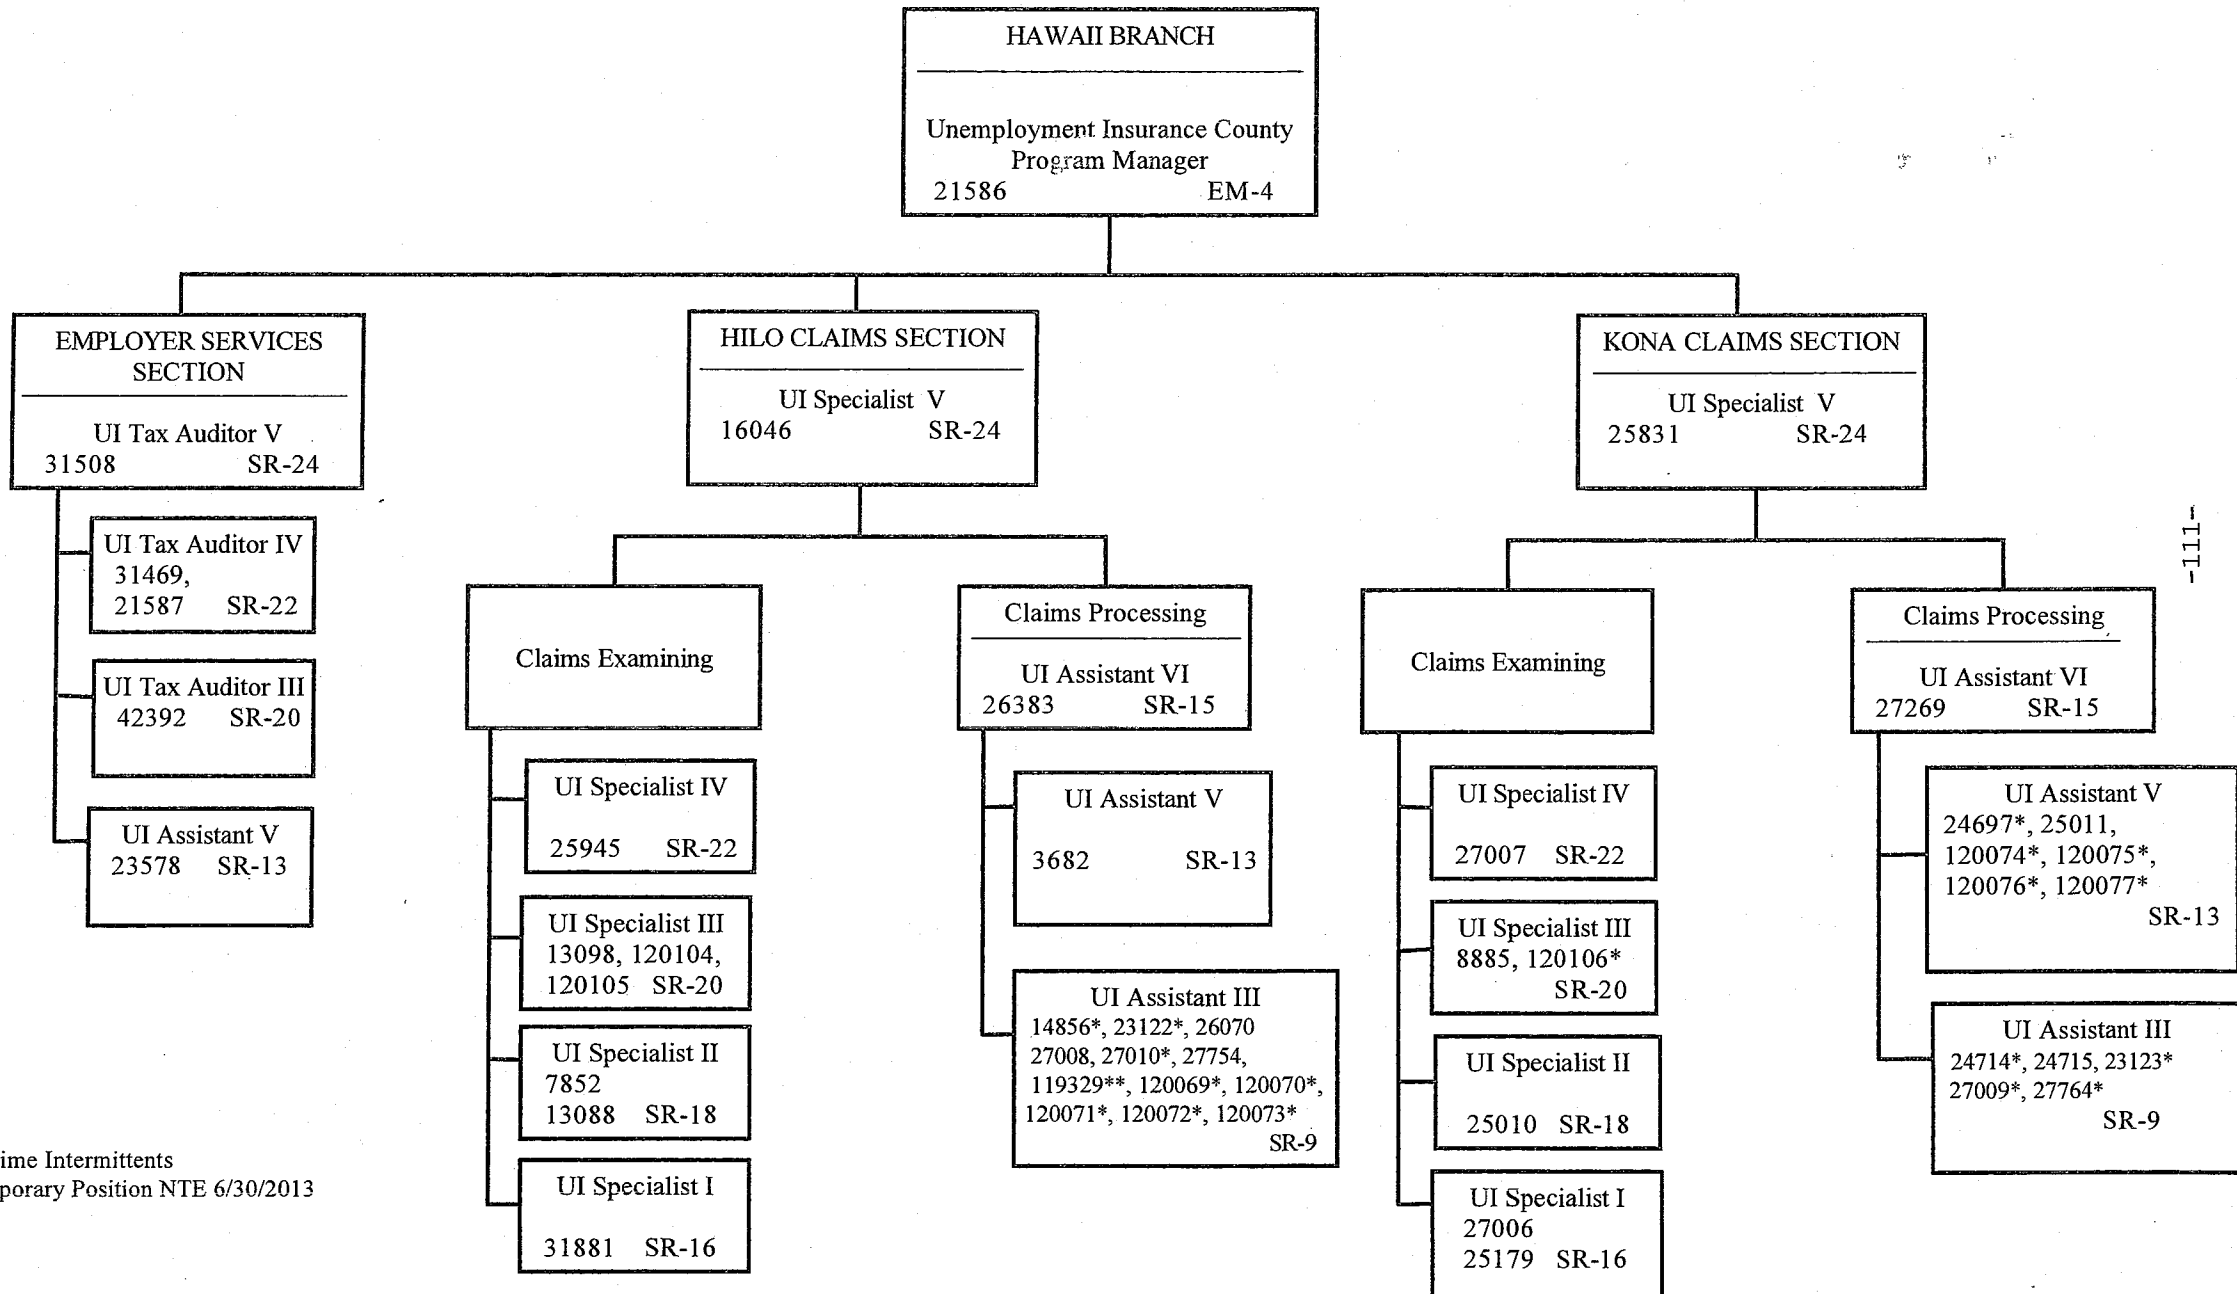 HAWAII BRANCH
Unemployment Insurance County
Program Manager
21586 EM-4
EMPLOYER SERVICES
SECTION
UI Tax Auditor V
31508 SR-24
UI Tax Auditor IV
31469,
21587 SR-22
UI Tax Auditor III
42392 SR-20
UI Assistant V
23578 SR-13
HILO CLAIMS SECTION
UI Specialist V
16046 SR-24
Claims Examining
UI Specialist IV
25945 SR-22
UI Specialist III
13098, 120104,
120105 SR-20
UI Specialist II
7852
13088 SR-18
UI Specialist I
31881 SR-16
Claims Processing
UI Assistant VI
26383 SR-15
UI Assistant V
3682 SR-13
UI Assistant III
14856*, 23122*, 26070
27008, 27010*, 27754,
119329**, 120069*, 120070*,
120071*, 120072*, 120073*
SR-9
KONA CLAIMS SECTION
UI Specialist V
25831 SR-24
Claims Examining
UI Specialist IV
27007 SR-22
UI Specialist III
8885, 120106*
SR-20
UI Specialist II
25010 SR-18
UI Specialist I
27006
25179 SR-16
Claims Processing
UI Assistant VI
27269 SR-15
UI Assistant V
24697*, 25011,
120074*, 120075*,
120076*, 120077*
SR-13
UI Assistant III
24714*, 24715, 23123*
27009*, 27764*
SR-9
-111-
ime Intermittents
porary Position NTE 6/30/2013